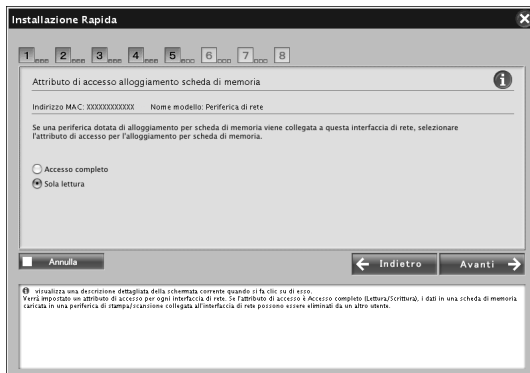 Installazione Rapida
1 2 3 4 5 6 7 8
Attributo di accesso alloggiamento scheda di memoria
Indirizzo MAC: XXXXXXXXXXXX Nome modello: Periferica di rete
Se una periferica dotata di alloggiamento per scheda di memoria viene collegata a questa interfaccia di rete, selezionare
l'attributo di accesso per l'alloggiamento per scheda di memoria.
Accesso completo
Sola lettura
Annulla
Indietro
Avanti
visualizza una descrizione dettagliata della schermata corrente quando si fa clic su di esso.
Verrà impostato un attributo di accesso per ogni interfaccia di rete. Se l'attributo di accesso è Accesso completo (Lettura/Scrittura), i dati in una scheda di memoria
caricata in una periferica di stampa/scansione collegata all'interfaccia di rete possono essere eliminati da un altro utente.